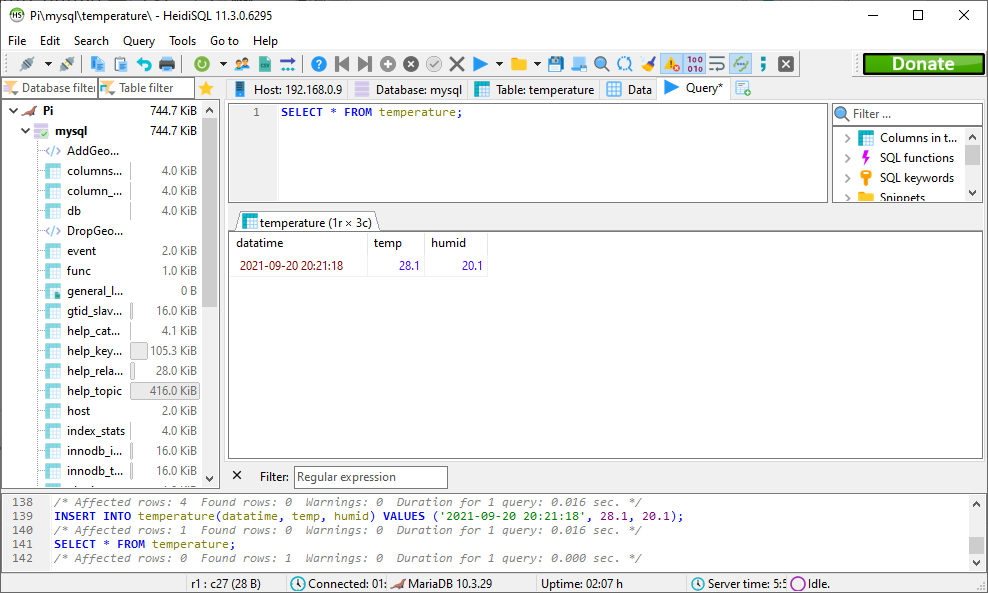 Pi\mysql\temperature\ - HeidiSQL 11.3.0.6295
File Edit Search Query Tools Go to Help
Donate
Database filter Table filter
Host: 192.168.0.9 Database: mysql Table: temperature Data Query*
Pi 744.7 KiB
mysql 744.7 KiB
AddGeo...
columns... 4.0 KiB
column_... 4.0 KiB
db 4.0 KiB
DropGeo...
event 2.0 KiB
func 1.0 KiB
general_l... 0 B
gtid_slav... 16.0 KiB
help_cat... 4.1 KiB
help_key... 105.3 KiB
help_rela... 28.0 KiB
help_topic 416.0 KiB
host 2.0 KiB
index_stats 4.0 KiB
innodb_i... 16.0 KiB
innodb_t... 16.0 KiB
1 SELECT * FROM temperature;
Filter ...
Columns in t...
SQL functions
SQL keywords
Snippets
temperature (1r × 3c)
datatime temp humid
2021-09-20 20:21:18 28.1 20.1
Filter: Regular expression
138 /* Affected rows: 4 Found rows: 0 Warnings: 0 Duration for 1 query: 0.016 sec. */
139 INSERT INTO temperature(datatime, temp, humid) VALUES ('2021-09-20 20:21:18', 28.1, 20.1);
140 /* Affected rows: 1 Found rows: 0 Warnings: 0 Duration for 1 query: 0.016 sec. */
141 SELECT * FROM temperature;
142 /* Affected rows: 0 Found rows: 1 Warnings: 0 Duration for 1 query: 0.000 sec. */
r1 : c27 (28 B) Connected: 01: MariaDB 10.3.29 Uptime: 02:07 h Server time: 5:5 Idle.